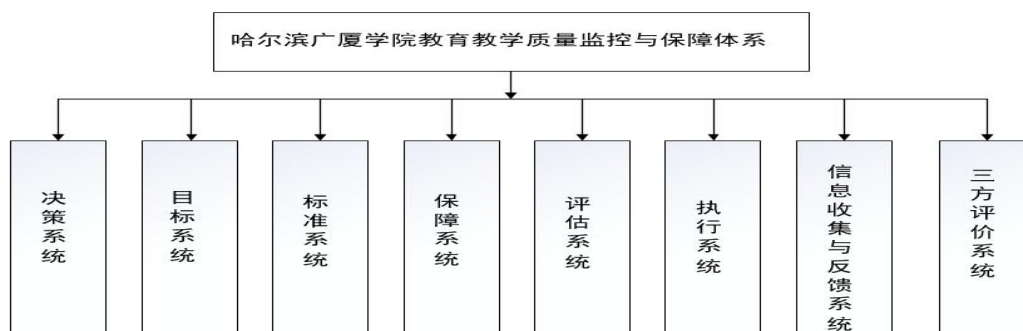 哈尔滨广厦学院教育教学质量监控与保障体系
决策系统
目标系统
标准系统
保障系统
评估系统
执行系统
信息收集与反馈系统
三方评价系统